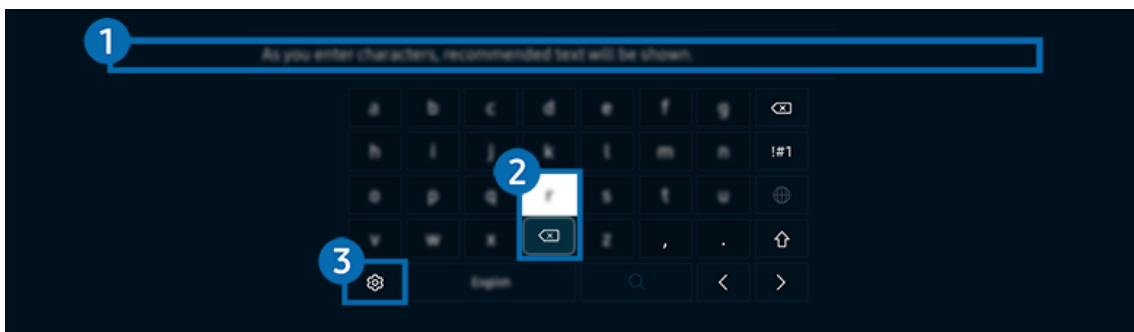 1
As you enter characters, recommended text will be shown.
a b c d e f g
h i j k l m n !#1
2
o p q r s t u
v w x z , .
3
English < >